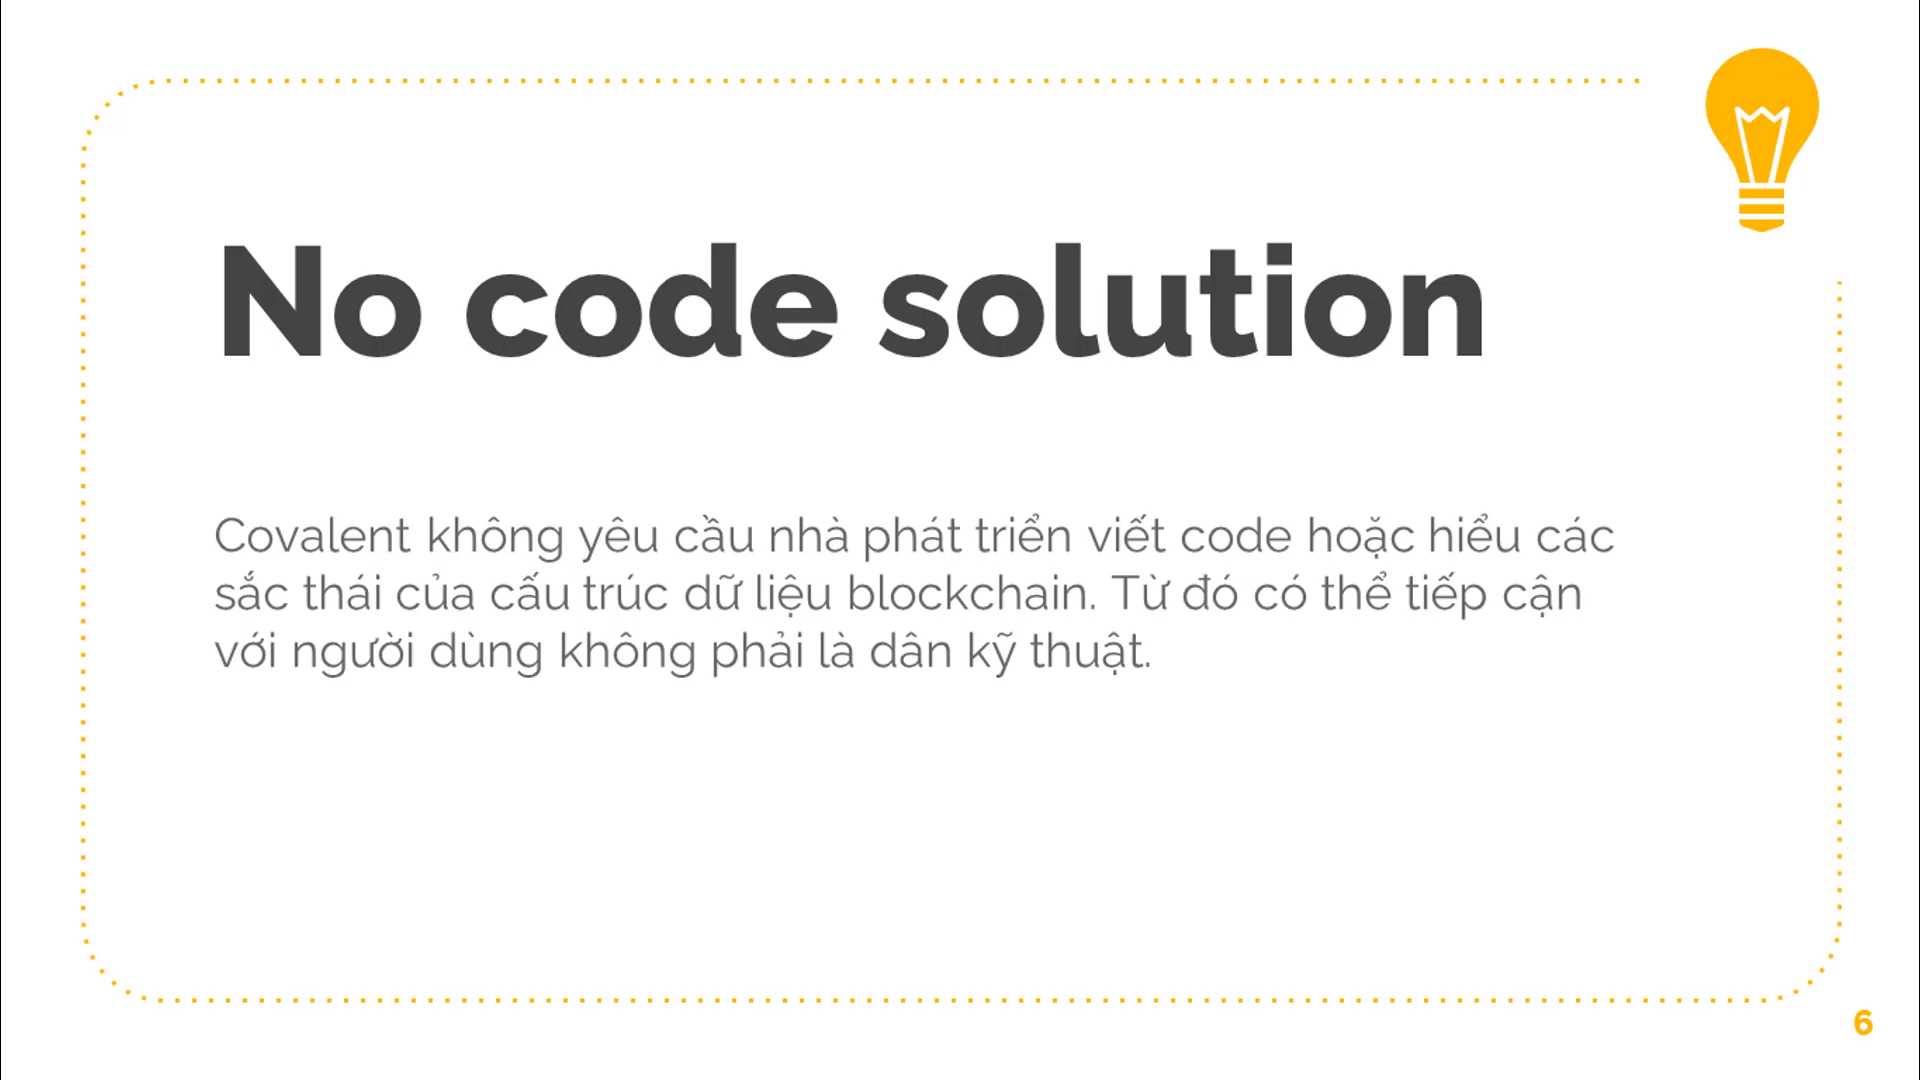 No code solution
Covalent không yêu cầu nhà phát triển viết code hoặc hiểu các
sắc thái của cấu trúc dữ liệu blockchain. Từ đó có thể tiếp cận
với người dùng không phải là dân kỹ thuật.
6